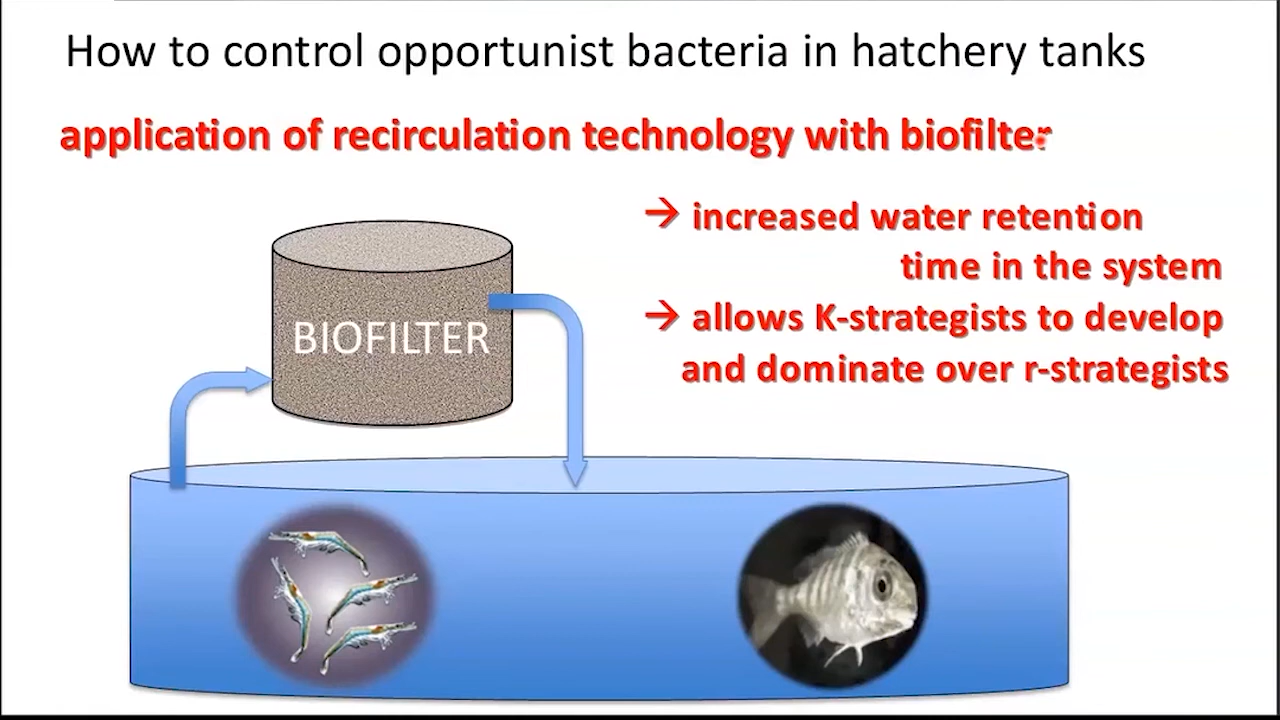 How to control opportunist bacteria in hatchery tanks
application of recirculation technology with biofilter
→ increased water retention
time in the system
→ allows K-strategists to develop
and dominate over r-strategists
BIOFILTER